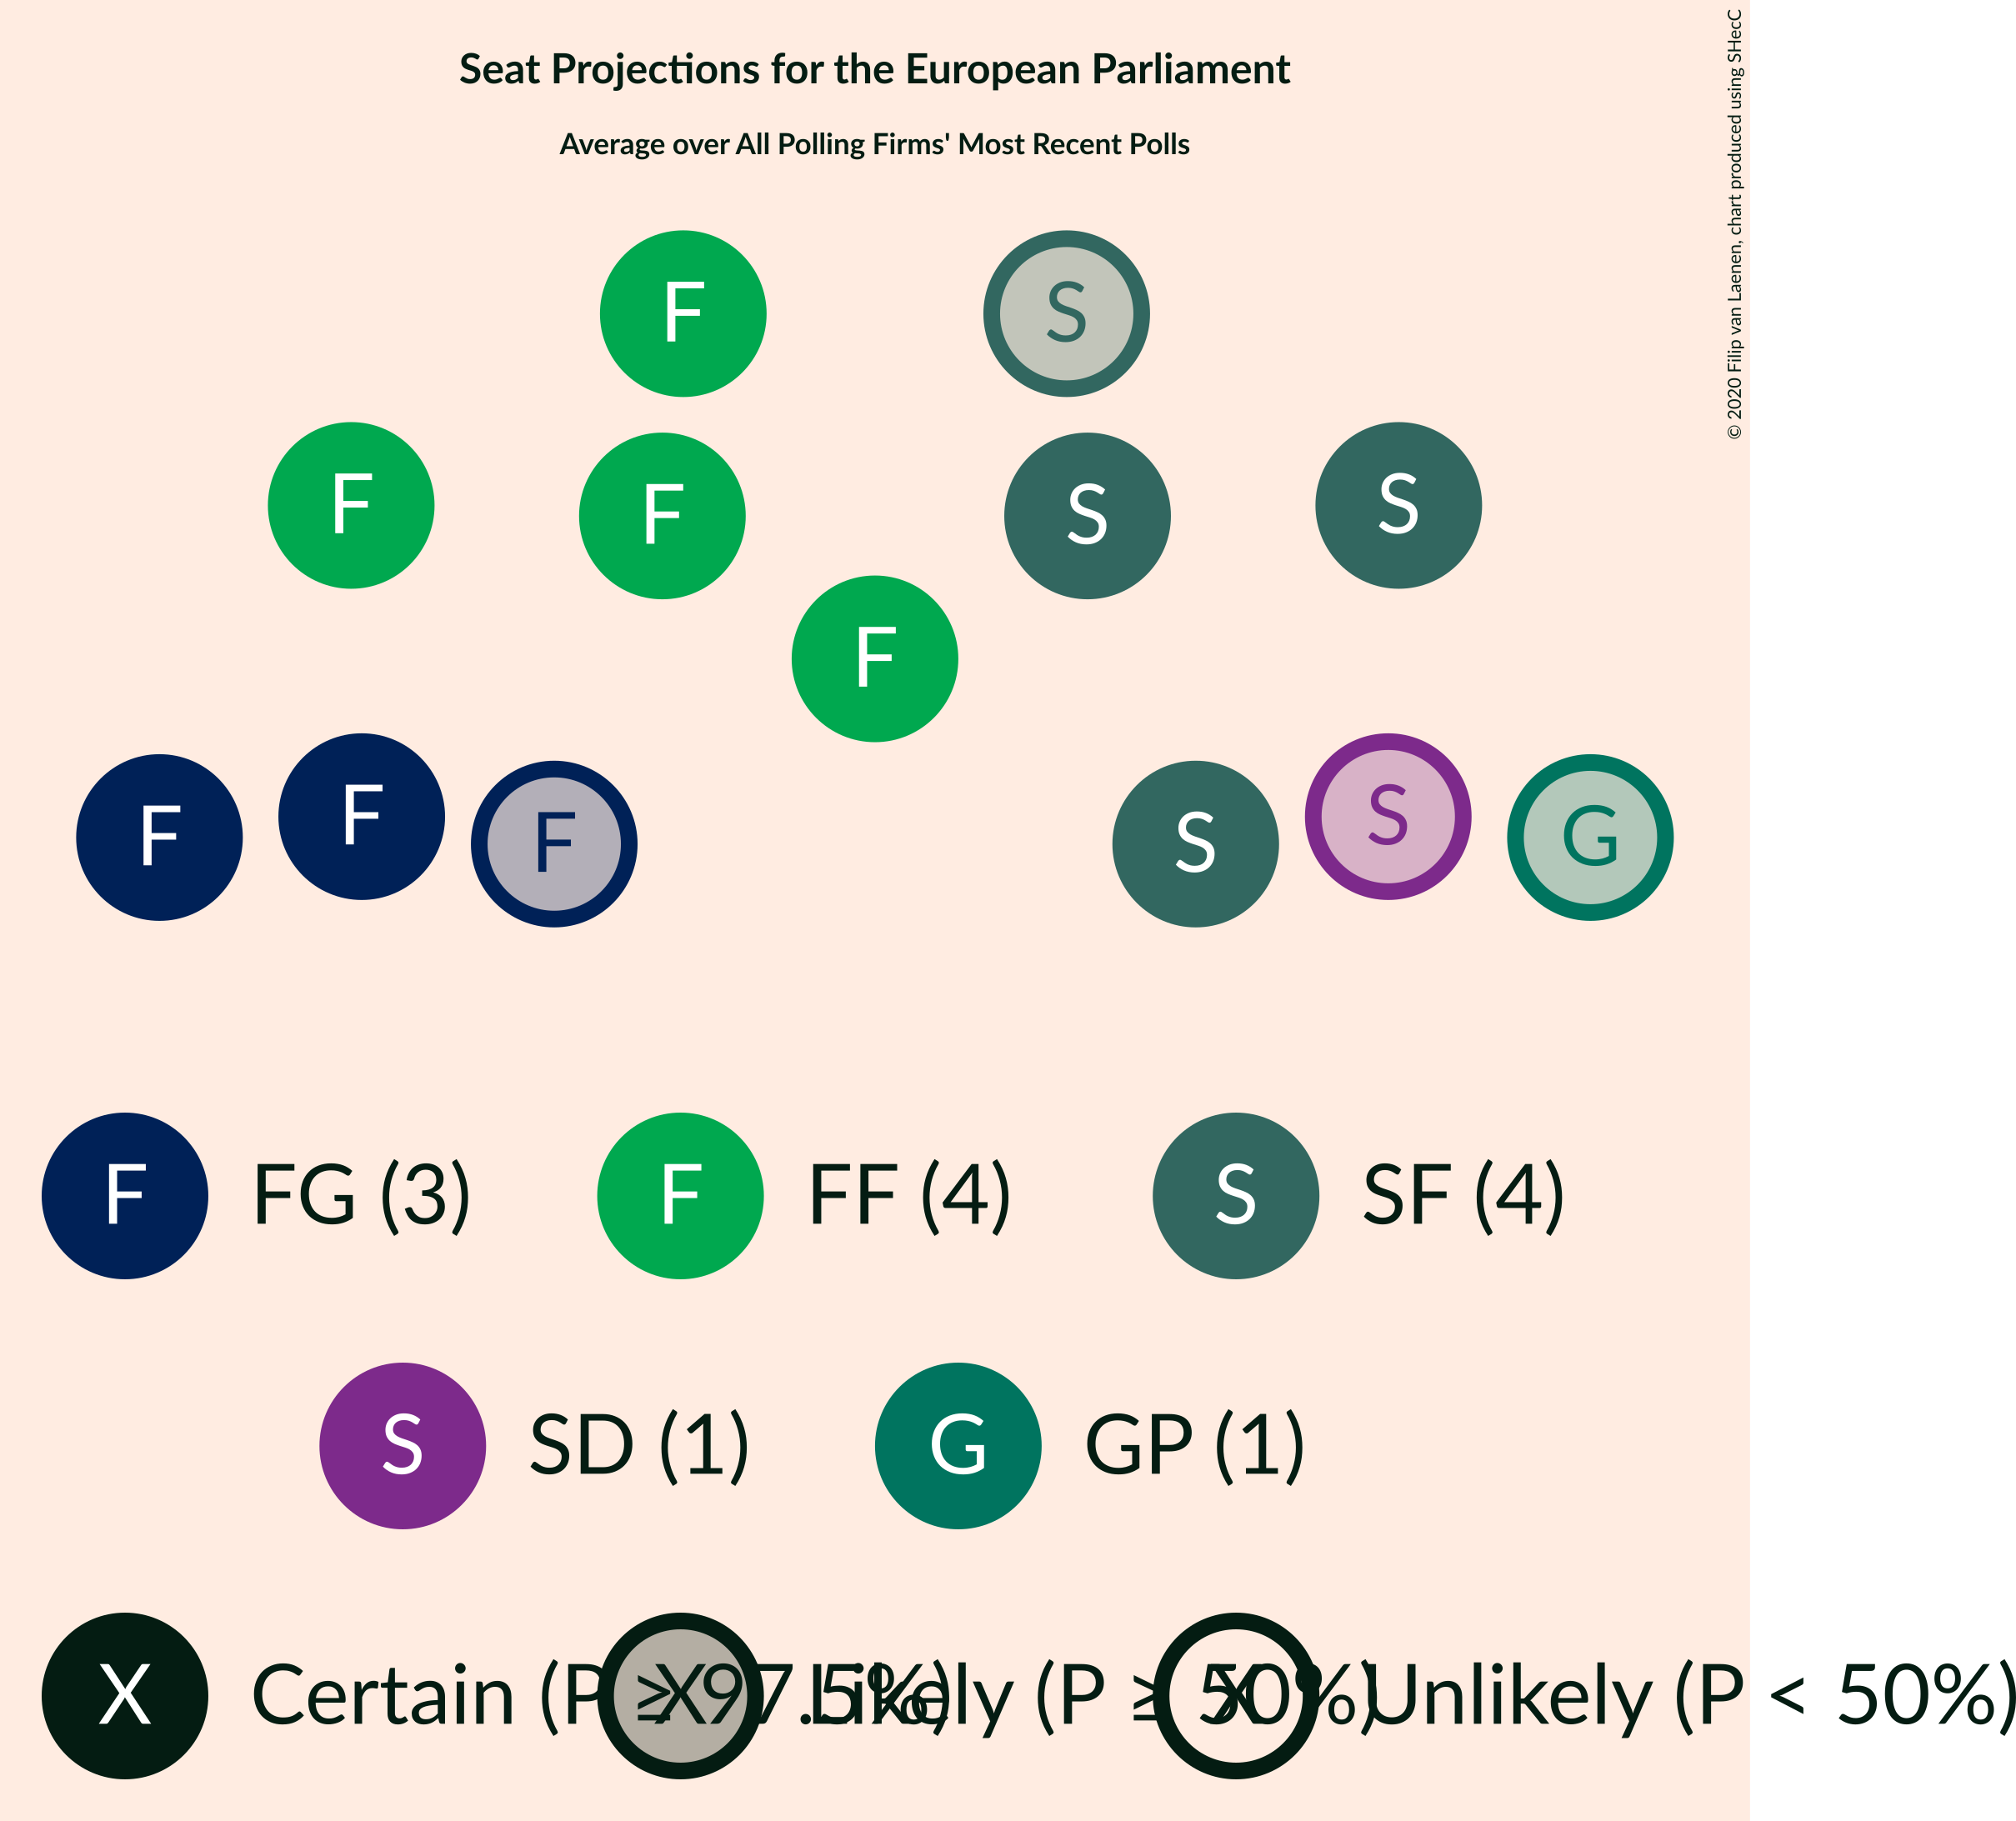 Seat Projections for the European Parliament
Average over All Polling Firms' Most Recent Polls
© 2020 Filip van Laenen, chart produced using SHecC
F S
F F S S
F
F F F S S G
F FG (3) F FF (4) S SF (4)
S SD (1) G GP (1)
X Certain (P ≥ 97.5%) X Likely (P ≥ 50%) X Unlikely (P < 50%)